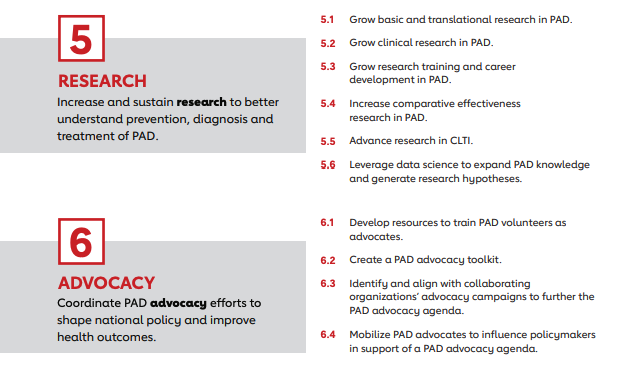 5
RESEARCH
Increase and sustain research to better
understand prevention, diagnosis and
treatment of PAD.
5.1 Grow basic and translational research in PAD.
5.2 Grow clinical research in PAD.
5.3 Grow research training and career
development in PAD.
5.4 Increase comparative effectiveness
research in PAD.
5.5 Advance research in CLTI.
5.6 Leverage data science to expand PAD knowledge
and generate research hypotheses.
6
ADVOCACY
Coordinate PAD advocacy efforts to
shape national policy and improve
health outcomes.
6.1 Develop resources to train PAD volunteers as
advocates.
6.2 Create a PAD advocacy toolkit.
6.3 Identify and align with collaborating
organizations' advocacy campaigns to further the
PAD advocacy agenda.
6.4 Mobilize PAD advocates to influence policymakers
in support of a PAD advocacy agenda.